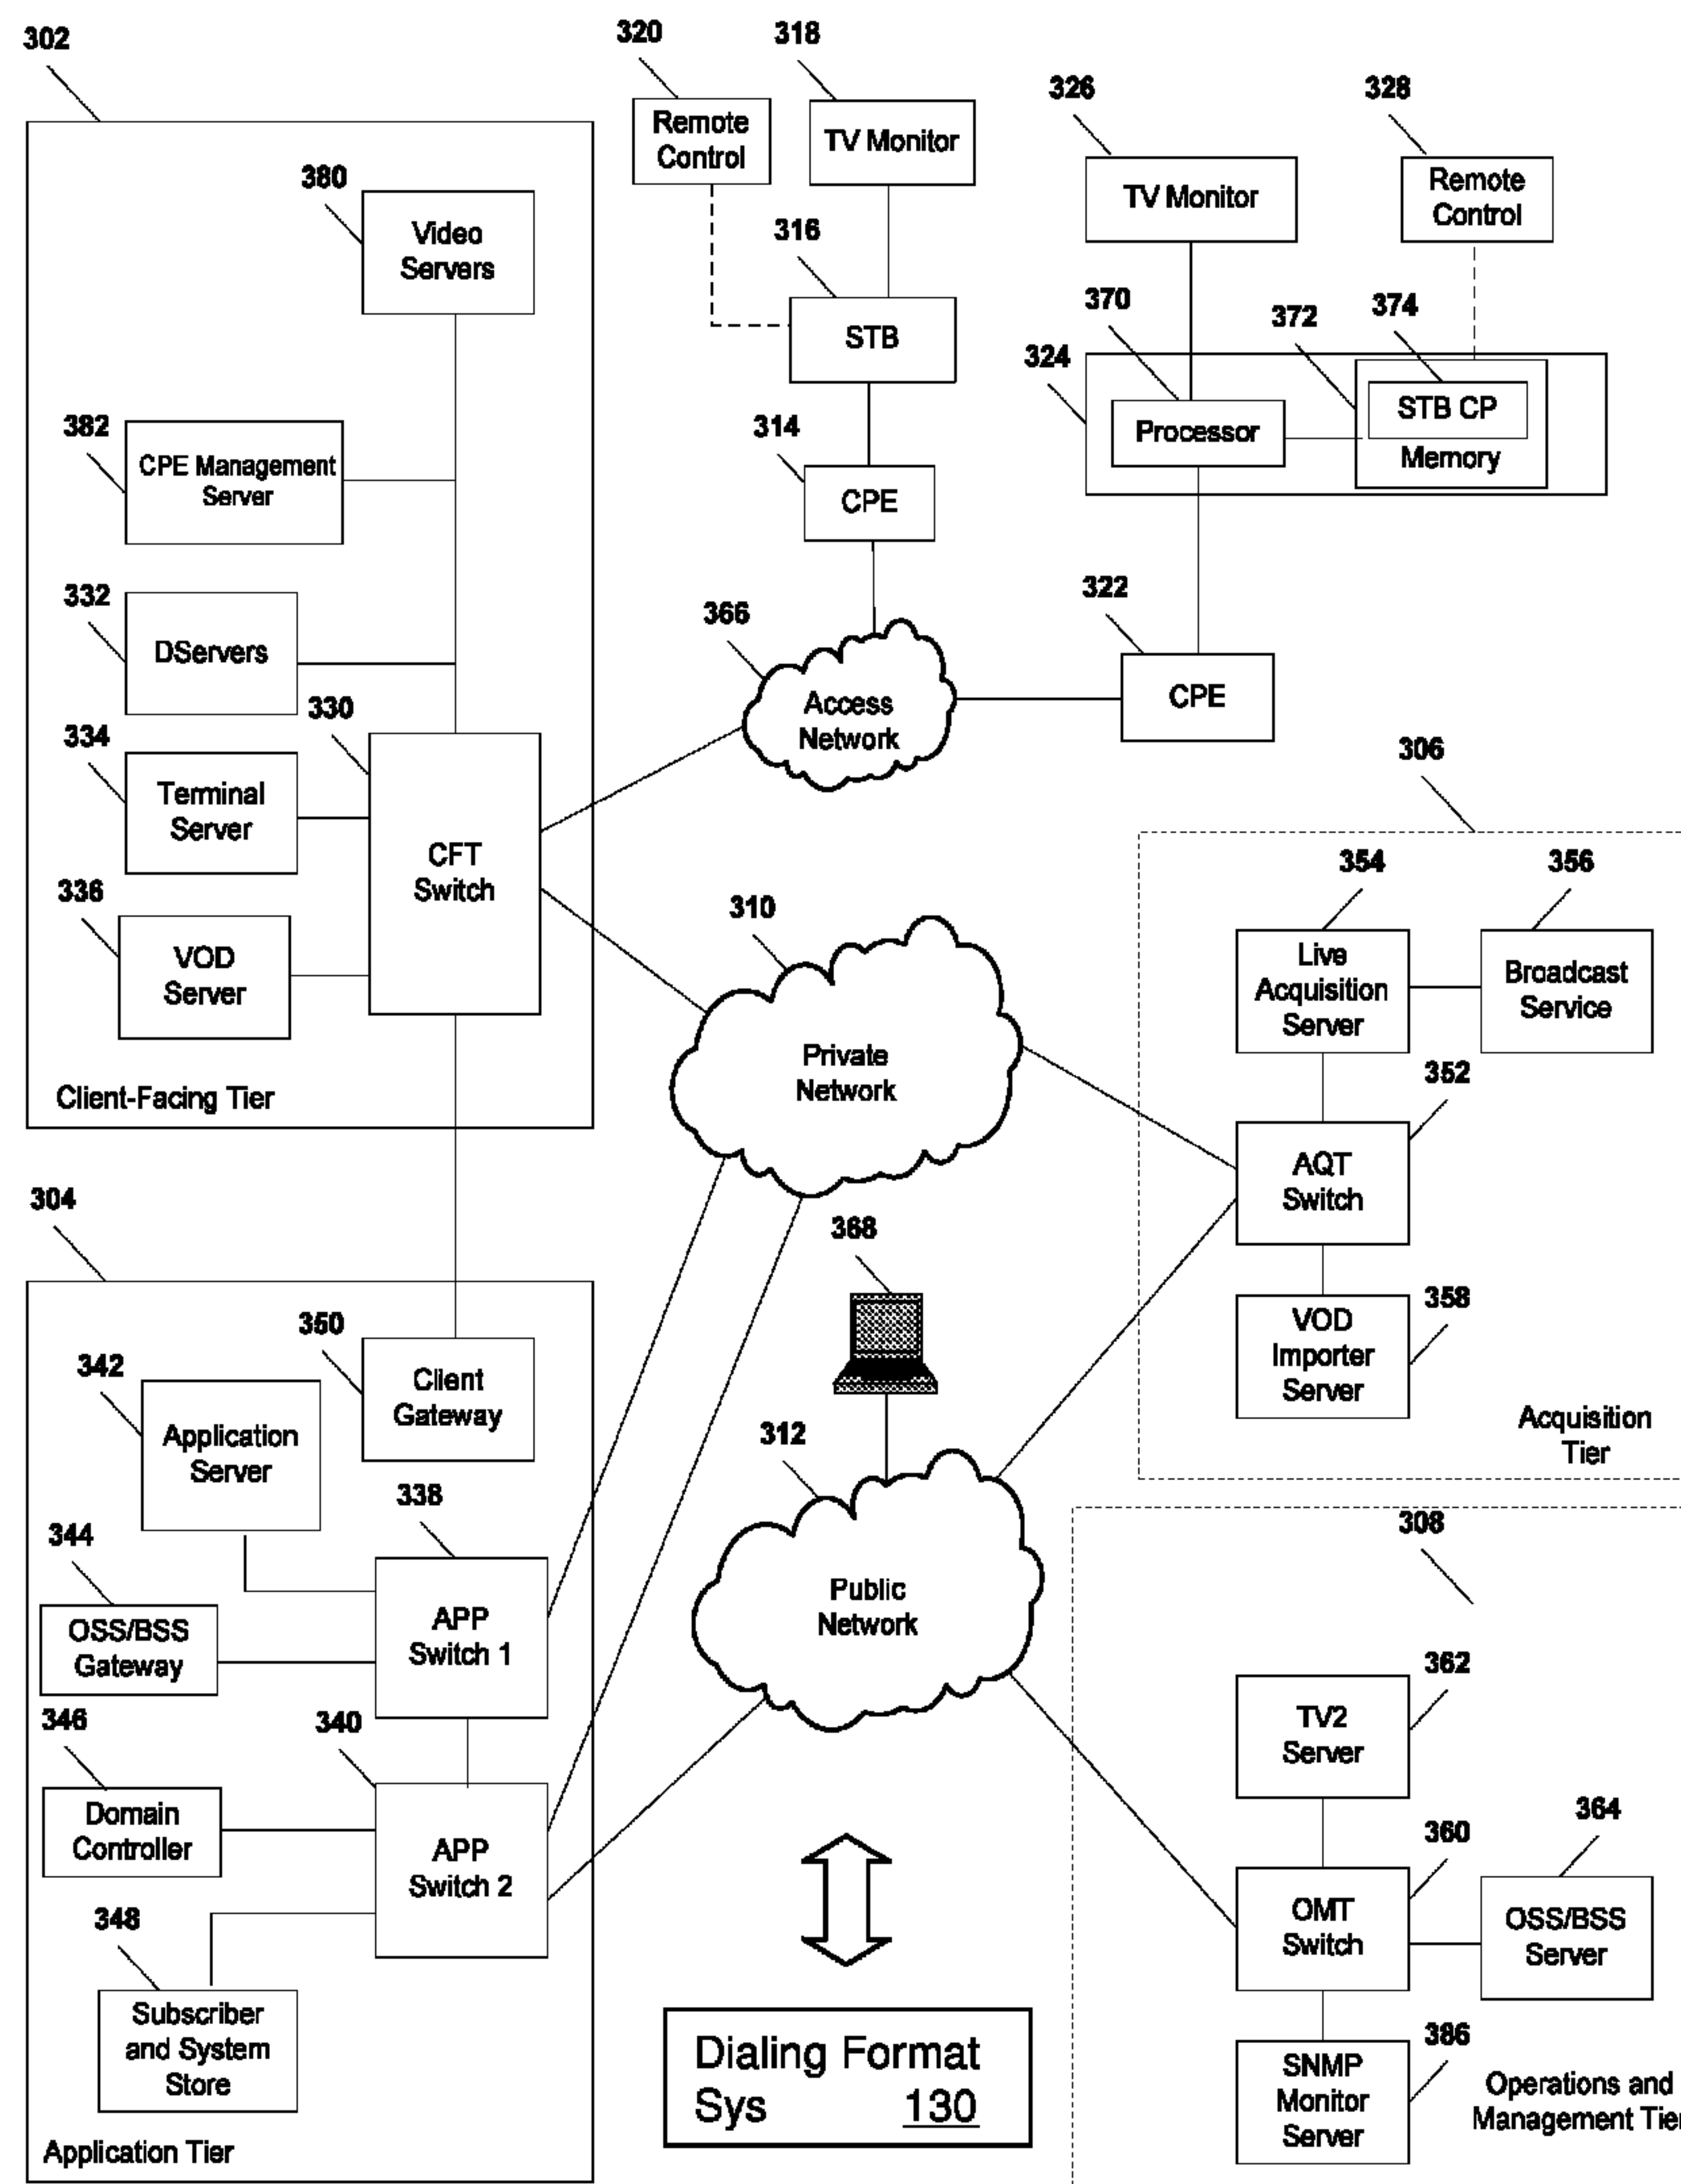 302
320
318
326
328
Remote
Control
TV Monitor
TV Monitor
Remote
Control
380
Video
Servers
316
STB
370
372
374
324
STB CP
Processor
Memory
382
CPE Management
Server
314
CPE
332
DServers
366
Access
Network
322
CPE
330
334
Terminal
Server
CFT
Switch
336
VOD
Server
Client-Facing Tier
306
354
356
Live
Acquisition
Server
Broadcast
Service
310
Private
Network
352
AQT
Switch
358
VOD
Importer
Server
Acquisition
Tier
304
368
350
Client
Gateway
342
Application
Server
312
Public
Network
338
344
OSS/BSS
Gateway
APP
Switch 1
308
362
TV2
Server
346
340
Domain
Controller
APP
Switch 2
360
364
OMT
Switch
OSS/BSS
Server
348
Subscriber
and System
Store
Application Tier
Dialing Format
Sys 130
386
SNMP
Monitor
Server
Operations and
Management Tier